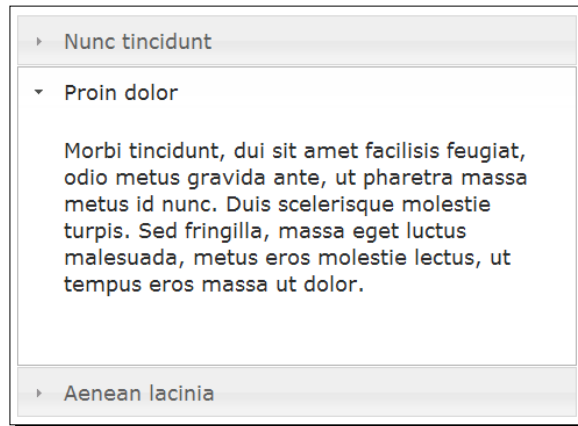 Nunc tincidunt
Proin dolor
Morbi tincidunt, dui sit amet facilisis feugiat,
odio metus gravida ante, ut pharetra massa
metus id nunc. Duis scelerisque molestie
turpis. Sed fringilla, massa eget luctus
malesuada, metus eros molestie lectus, ut
tempus eros massa ut dolor.
Aenean lacinia